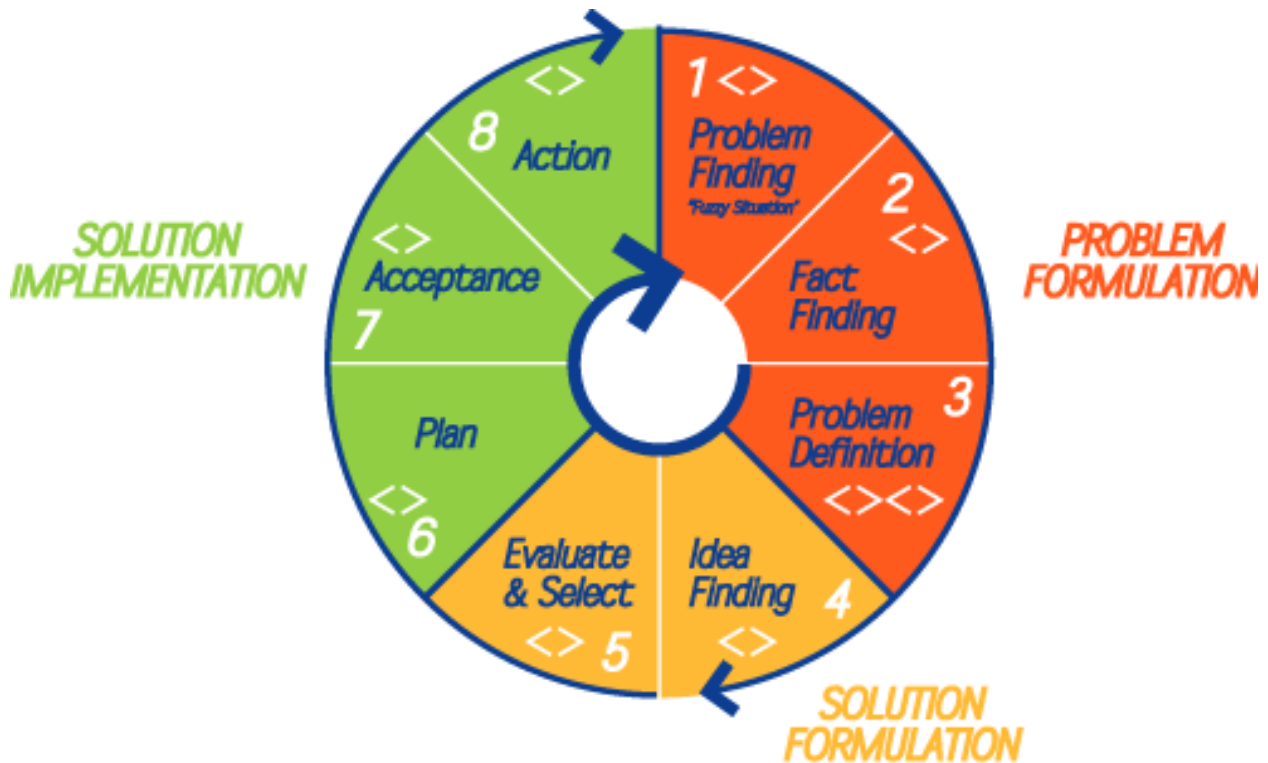 1 <>
Problem
Finding
"Fuzzy Situation"
2
<>
Fact
Finding
3
Problem
Definition
<><>
Idea
Finding
4
<>
Evaluate
& Select
<> 5
Plan
<>
6
<>
Acceptance
7
<>
8
Action
PROBLEM
FORMULATION
SOLUTION
FORMULATION
SOLUTION
IMPLEMENTATION